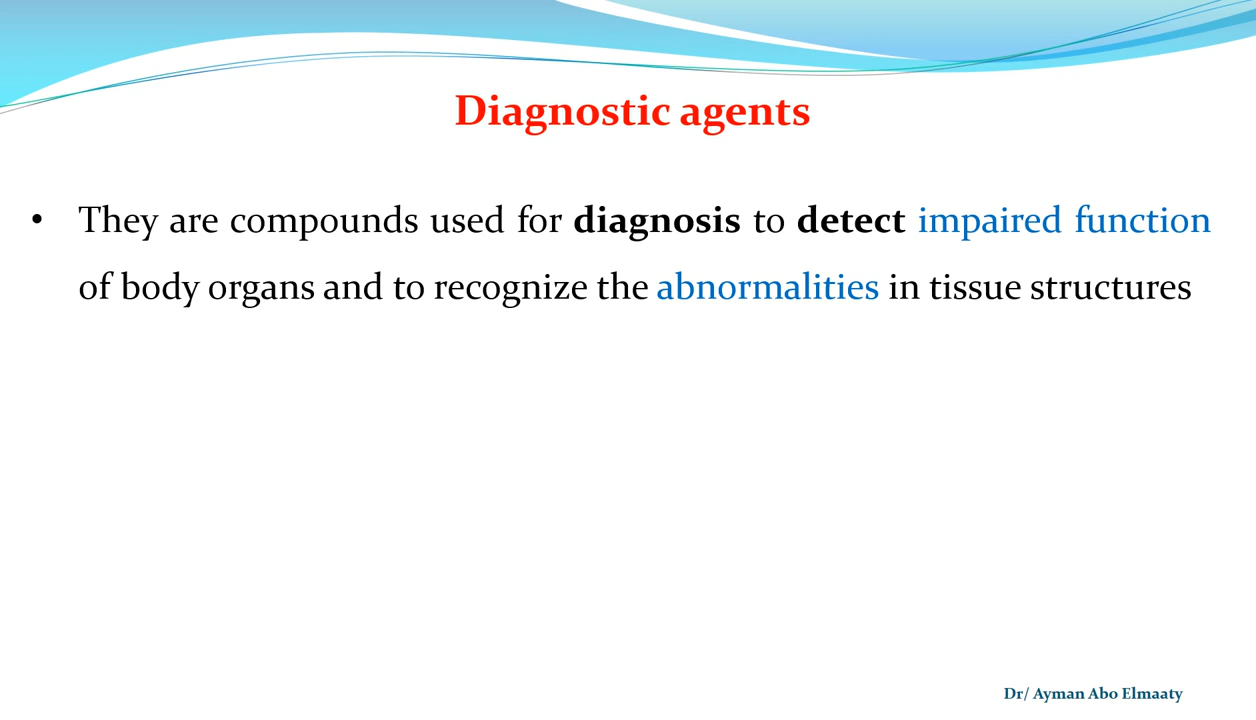 Diagnostic agents
• They are compounds used for diagnosis to detect impaired function
of body organs and to recognize the abnormalities in tissue structures
Dr/ Ayman Abo Elmaaty